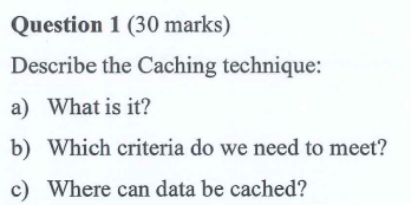 Question 1 (30 marks)
Describe the Caching technique:
a) What is it?
b) Which criteria do we need to meet?
c) Where can data be cached?